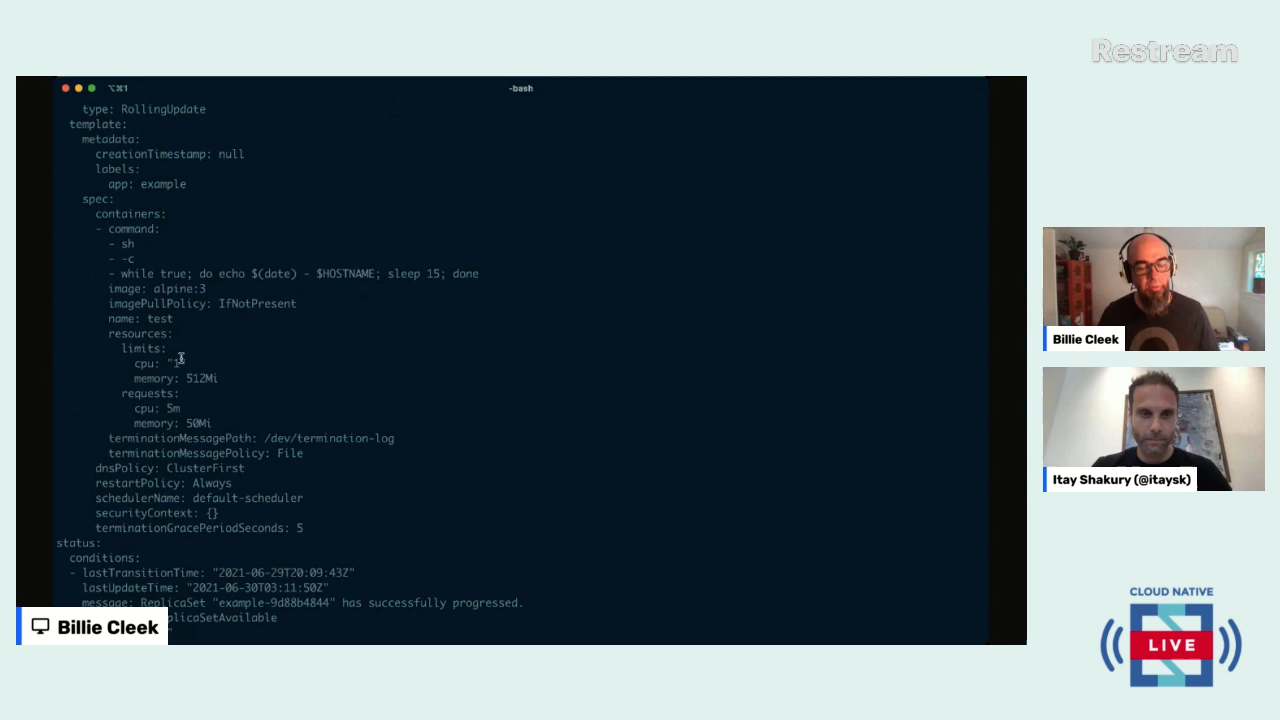 Restream
⌥⌘1
-bash
type: RollingUpdate
template:
metadata:
creationTimestamp: null
labels:
app: example
spec:
containers:
- command:
- sh
- -c
- while true; do echo $(date) - $HOSTNAME; sleep 15; done
image: alpine:3
imagePullPolicy: IfNotPresent
name: test
resources:
limits:
cpu: "1"
memory: 512Mi
requests:
cpu: 5m
memory: 50Mi
terminationMessagePath: /dev/termination-log
terminationMessagePolicy: File
dnsPolicy: ClusterFirst
restartPolicy: Always
schedulerName: default-scheduler
securityContext: {}
terminationGracePeriodSeconds: 5
status:
conditions:
- lastTransitionTime: "2021-06-29T20:09:43Z"
lastUpdateTime: "2021-06-30T03:11:50Z"
message: ReplicaSet "example-9d88b4844" has successfully progressed.
plicaSetAvailable
"
Billie Cleek
Billie Cleek
Itay Shakury (@itaysk)
CLOUD NATIVE
LIVE